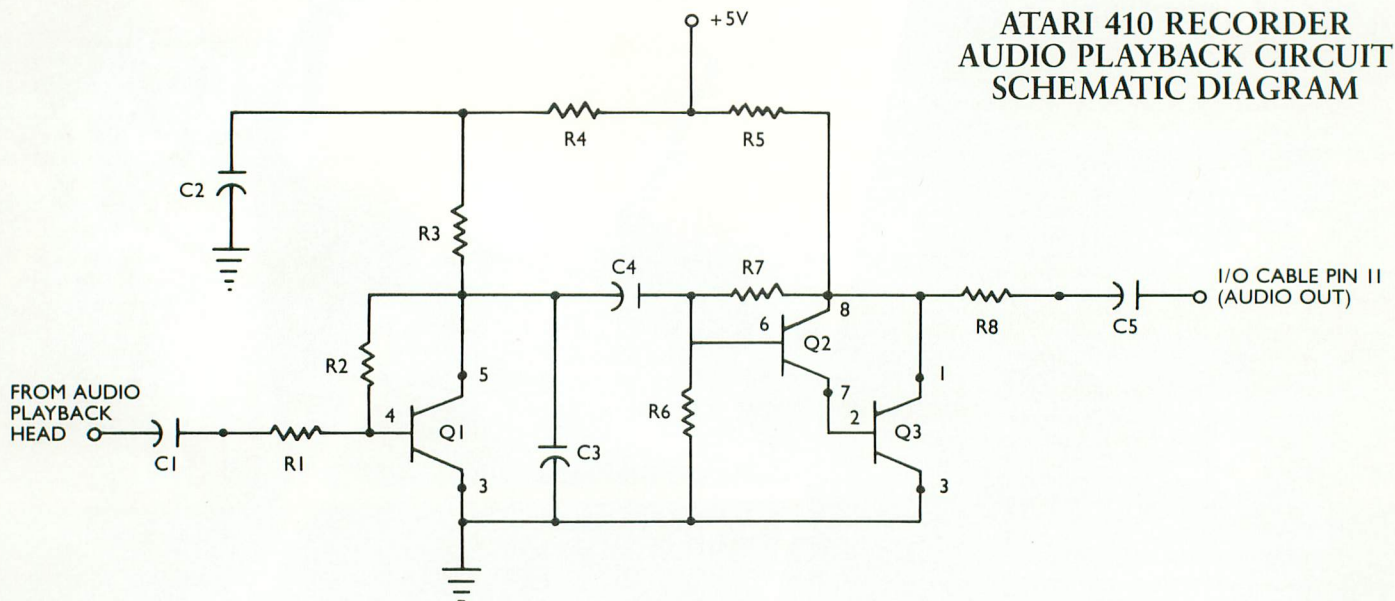 ATARI 410 RECORDER
AUDIO PLAYBACK CIRCUIT
SCHEMATIC DIAGRAM
+5V
R4
R5
C2
R3
C4
R7
I/O CABLE PIN 11
(AUDIO OUT)
8
6
Q2
R8
C5
R2
5
7
1
FROM AUDIO
PLAYBACK
HEAD
4
Q1
R6
2
Q3
C1
R1
C3
3
3